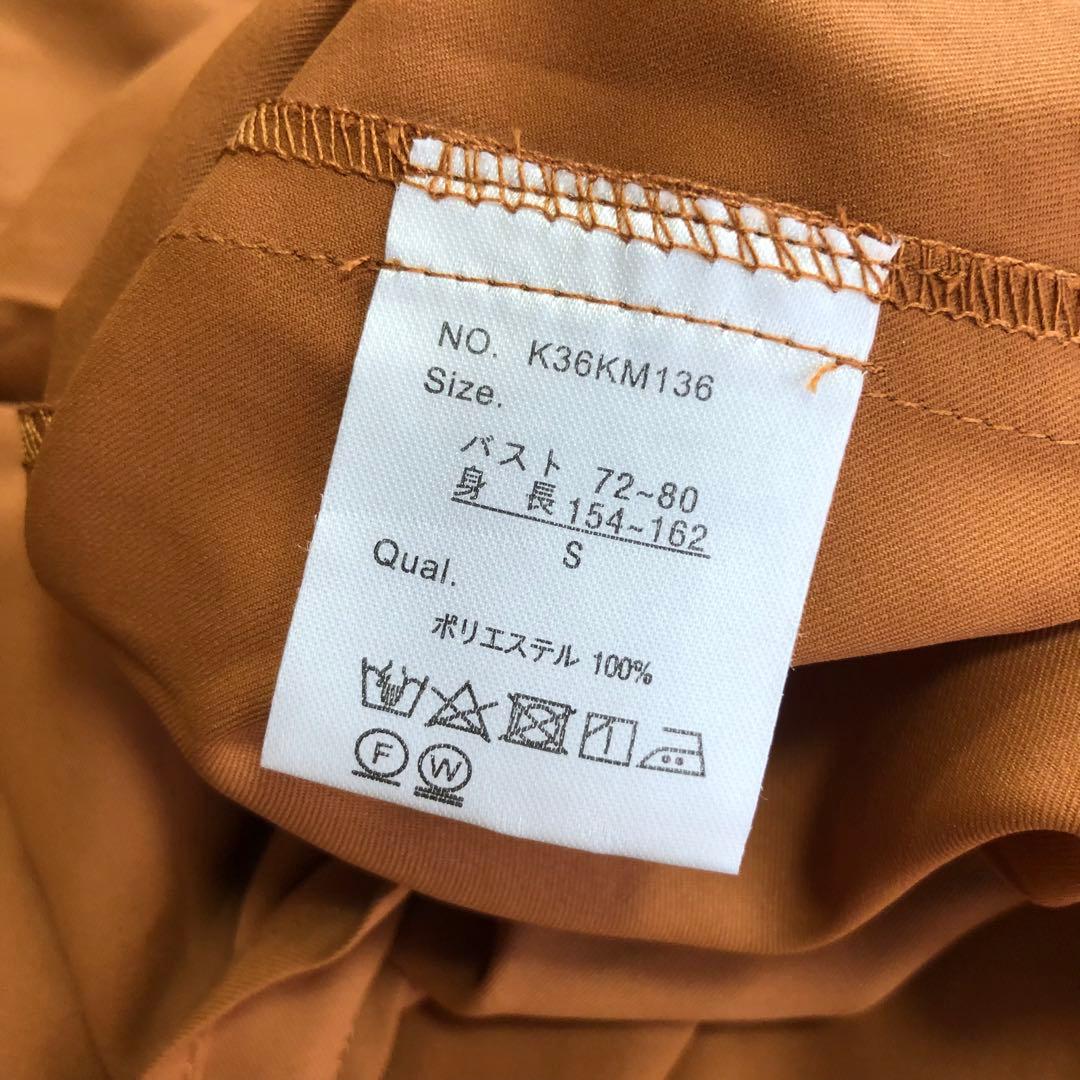 NO. K36KM136
Size.
バスト 72~80
身 長 154~162
S
Qual.
ポリエステル 100%
F W